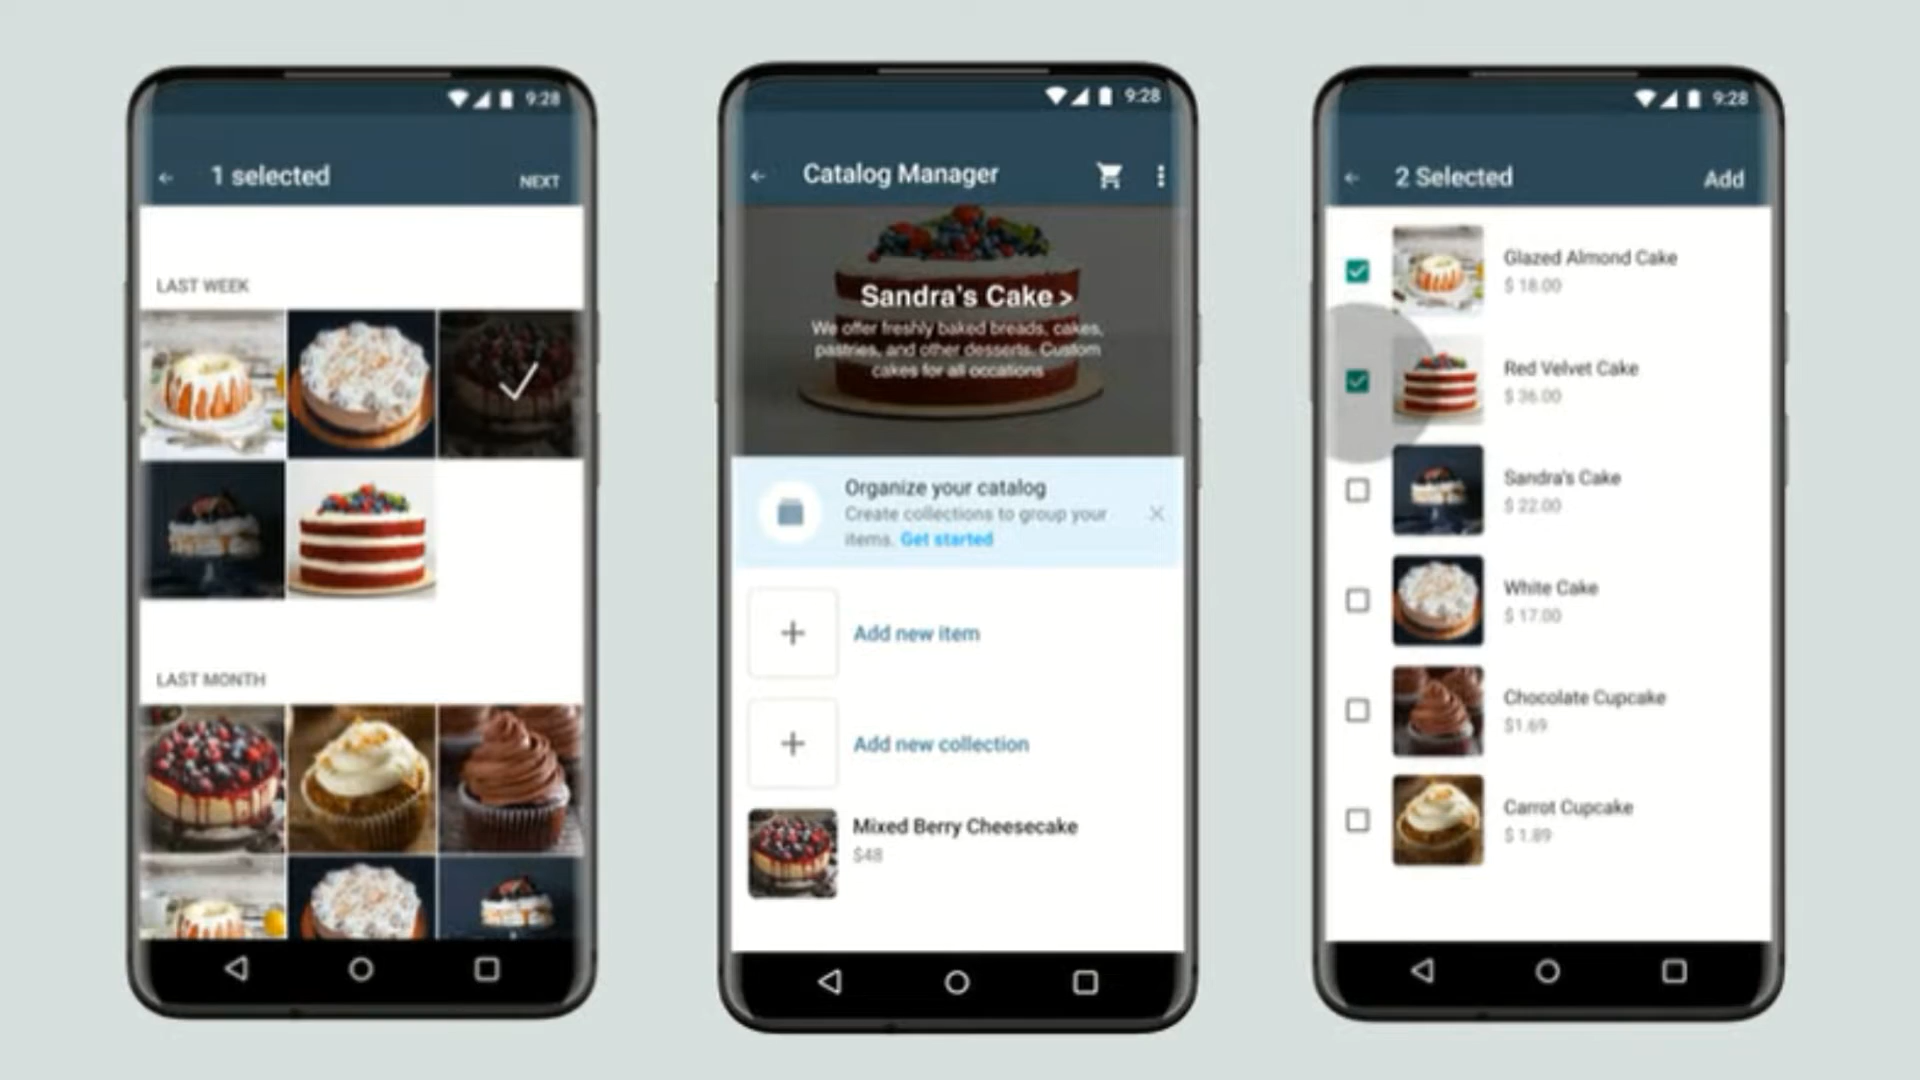 9:28
1 selected
NEXT
LAST WEEK
LAST MONTH
9:28
Catalog Manager
Sandra's Cake >
We offer freshly baked breads, cakes,
pastries, and other desserts. Custom
cakes for all occations
Organize your catalog
Create collections to group your
items. Get started
Add new item
Add new collection
Mixed Berry Cheesecake
$48
9:28
2 Selected
Add
Glazed Almond Cake
$ 18.00
Red Velvet Cake
$ 36.00
Sandra's Cake
$ 22.00
White Cake
$ 17.00
Chocolate Cupcake
$1.69
Carrot Cupcake
$ 1.89